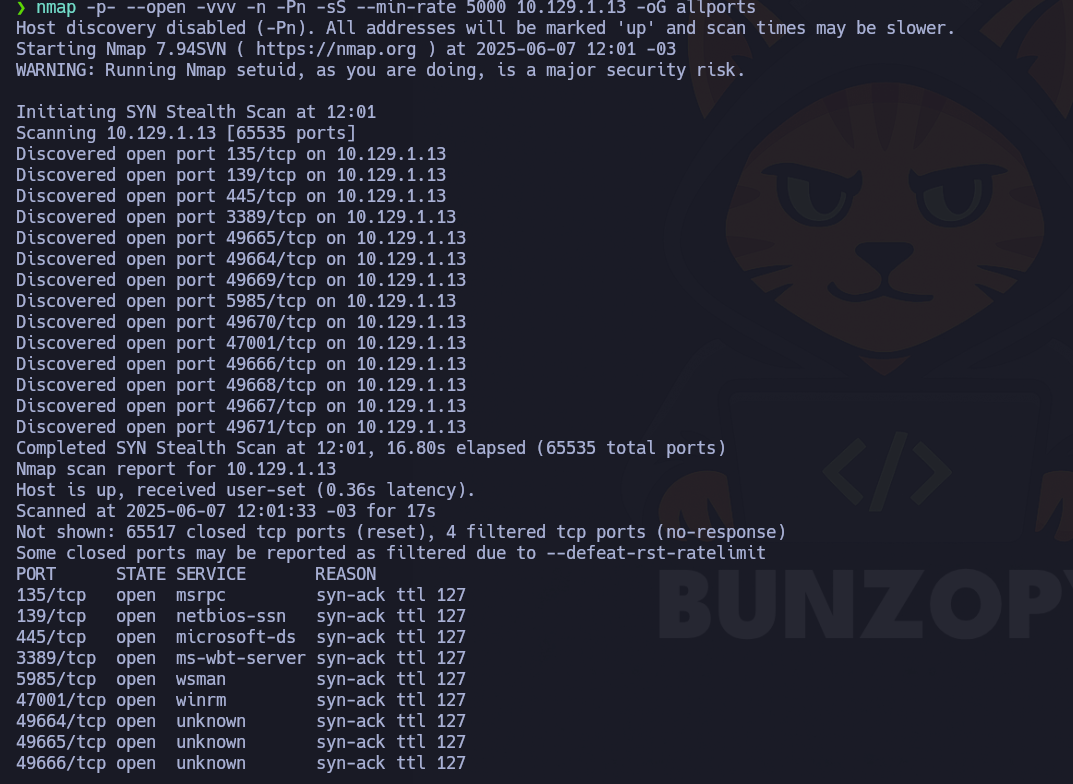 ❯ nmap -p- --open -vvv -n -Pn -sS --min-rate 5000 10.129.1.13 -oG allports
Host discovery disabled (-Pn). All addresses will be marked 'up' and scan times may be slower.
Starting Nmap 7.94SVN ( https://nmap.org ) at 2025-06-07 12:01 -03
WARNING: Running Nmap setuid, as you are doing, is a major security risk.

Initiating SYN Stealth Scan at 12:01
Scanning 10.129.1.13 [65535 ports]
Discovered open port 135/tcp on 10.129.1.13
Discovered open port 139/tcp on 10.129.1.13
Discovered open port 445/tcp on 10.129.1.13
Discovered open port 3389/tcp on 10.129.1.13
Discovered open port 49665/tcp on 10.129.1.13
Discovered open port 49664/tcp on 10.129.1.13
Discovered open port 49669/tcp on 10.129.1.13
Discovered open port 5985/tcp on 10.129.1.13
Discovered open port 49670/tcp on 10.129.1.13
Discovered open port 47001/tcp on 10.129.1.13
Discovered open port 49666/tcp on 10.129.1.13
Discovered open port 49668/tcp on 10.129.1.13
Discovered open port 49667/tcp on 10.129.1.13
Discovered open port 49671/tcp on 10.129.1.13
Completed SYN Stealth Scan at 12:01, 16.80s elapsed (65535 total ports)
Nmap scan report for 10.129.1.13
Host is up, received user-set (0.36s latency).
Scanned at 2025-06-07 12:01:33 -03 for 17s
Not shown: 65517 closed tcp ports (reset), 4 filtered tcp ports (no-response)
Some closed ports may be reported as filtered due to --defeat-rst-ratelimit
PORT      STATE SERVICE       REASON
135/tcp   open  msrpc         syn-ack ttl 127
139/tcp   open  netbios-ssn   syn-ack ttl 127
445/tcp   open  microsoft-ds  syn-ack ttl 127
3389/tcp  open  ms-wbt-server syn-ack ttl 127
5985/tcp  open  wsman         syn-ack ttl 127
47001/tcp open  winrm         syn-ack ttl 127
49664/tcp open  unknown       syn-ack ttl 127
49665/tcp open  unknown       syn-ack ttl 127
49666/tcp open  unknown       syn-ack ttl 127
</>
BUNZOPY